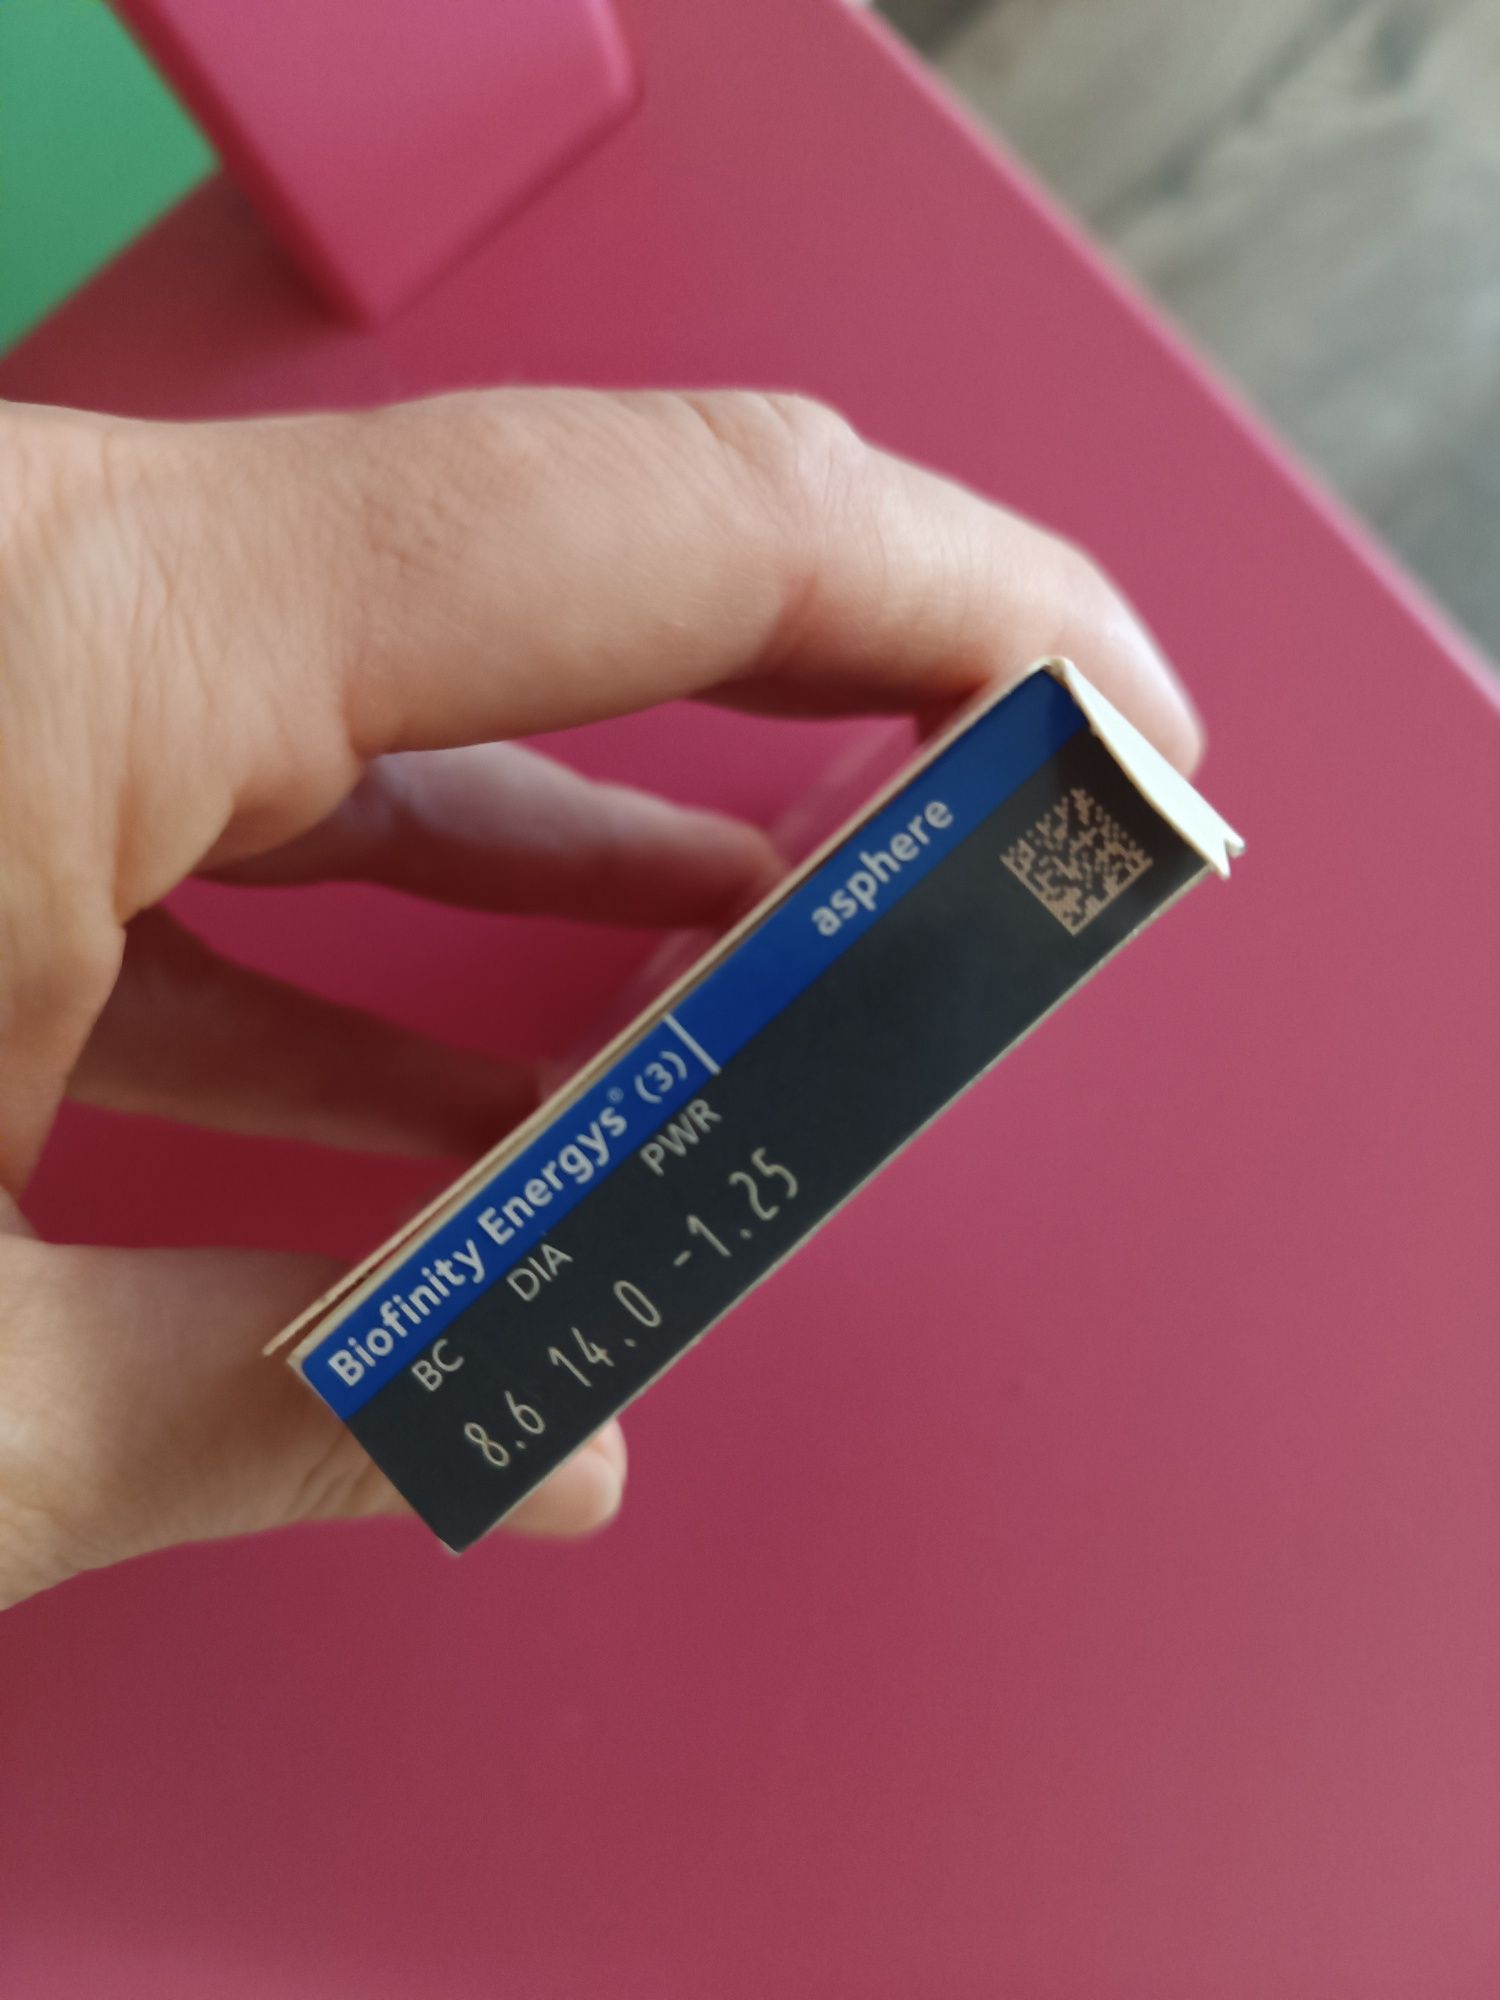 Biofinity Energys® (3) | asphere
BC DIA PWR
8.6 14.0 -1.25